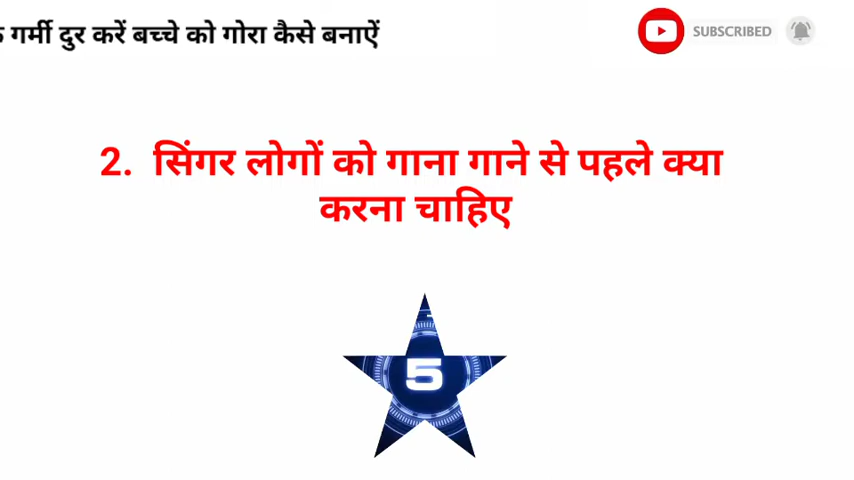 गर्मी दुर करें बच्चे को गोरा कैसे बनाऐं
SUBSCRIBED
2. सिंगर लोगों को गाना गाने से पहले क्या
करना चाहिए
5